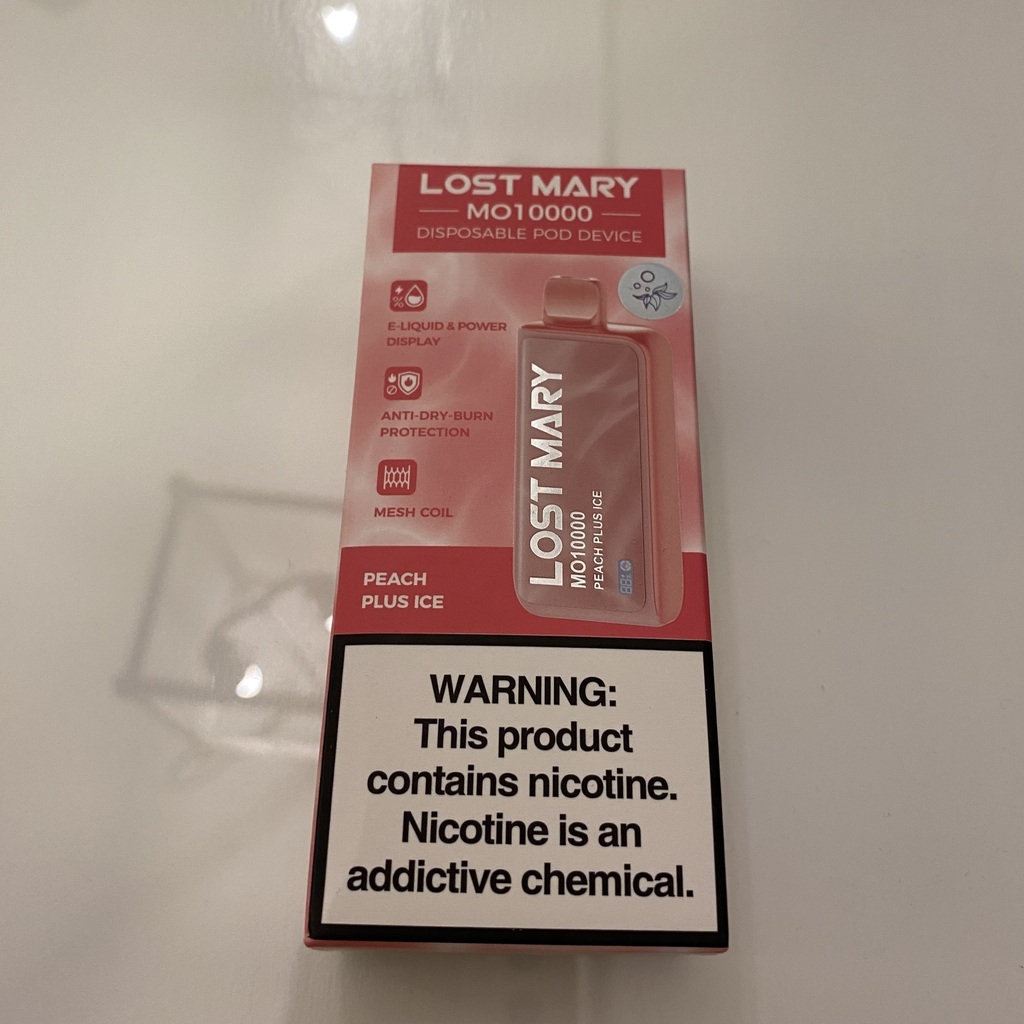 LOST MARY
MO10000
DISPOSABLE POD DEVICE
E-LIQUID & POWER
DISPLAY
ANTI-DRY-BURN
PROTECTION
MESH COIL
LOST MARY
MO10000
PEACH PLUS ICE
PEACH
PLUS ICE
WARNING:
This product
contains nicotine.
Nicotine is an
addictive chemical.